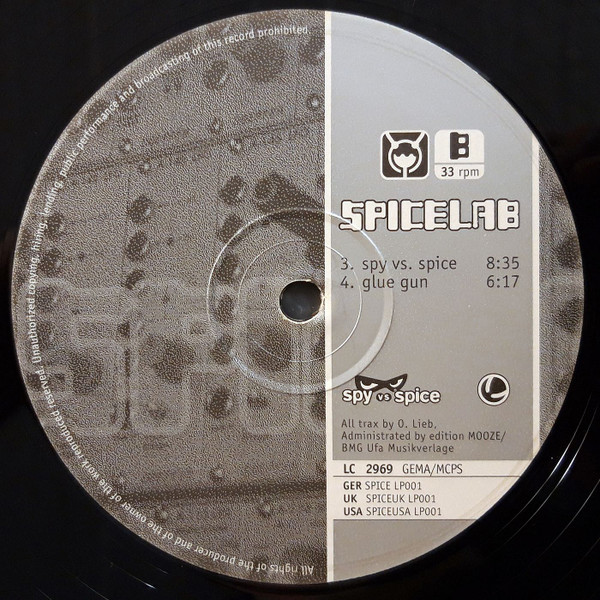 B
33 rpm
SPICELAB
3. spy vs. spice 8:35
4. glue gun 6:17
spy vs spice
All trax by O. Lieb,
Administrated by edition MOOZE/
BMG Ufa Musikverlage
LC 2969 GEMA/MCPS
GER SPICE LP001
UK SPICEUK LP001
USA SPICEUSA LP001
All rights of the producer and of the owner of the work reproduced reserved. Unauthorized copying, hiring, lending, public performance and broadcasting of this record prohibited.